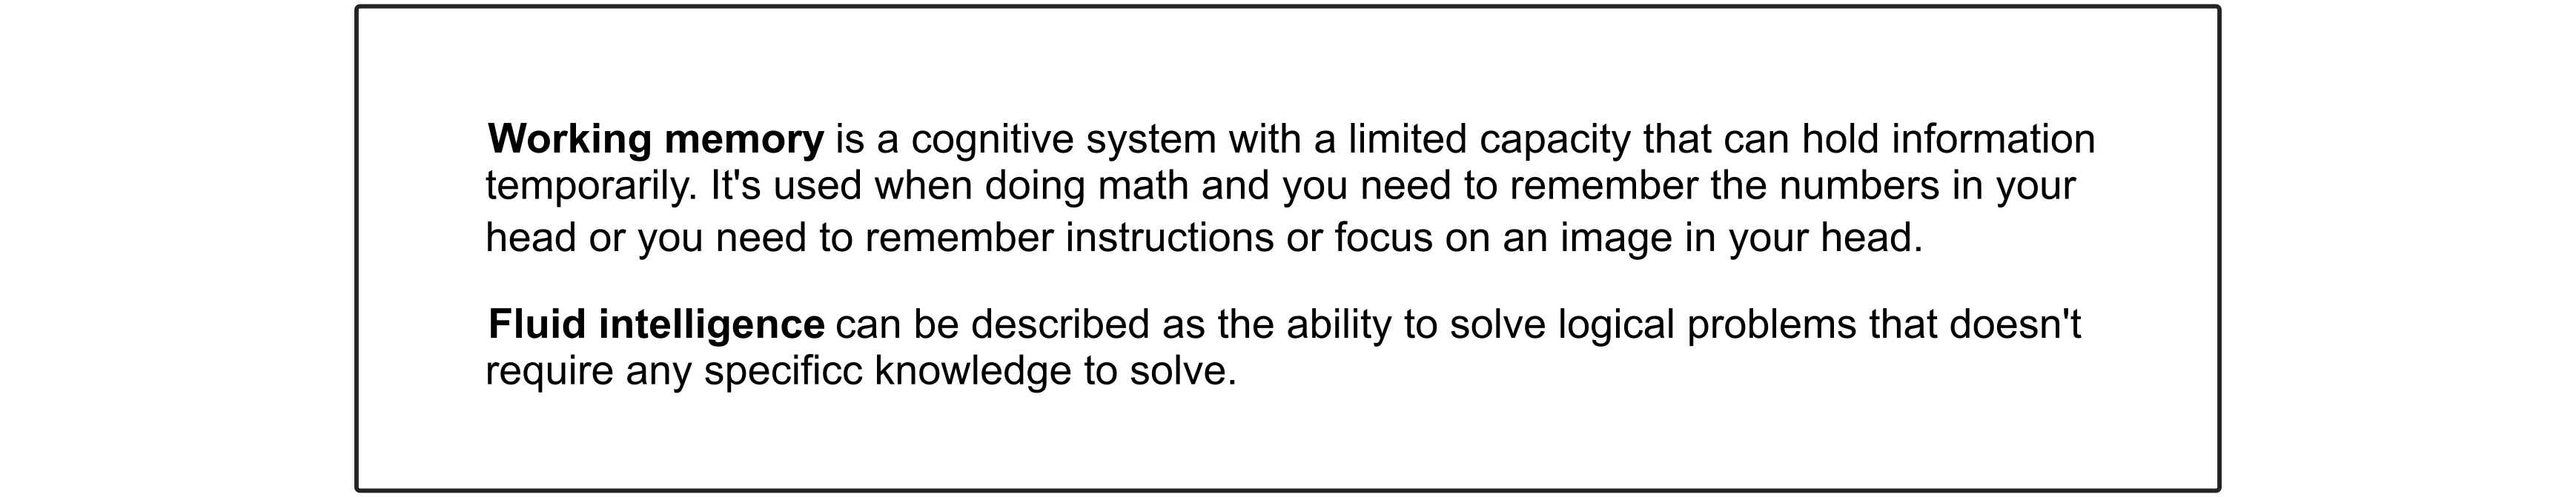 Working memory is a cognitive system with a limited capacity that can hold information
temporarily. It's used when doing math and you need to remember the numbers in your
head or you need to remember instructions or focus on an image in your head.
Fluid intelligence can be described as the ability to solve logical problems that doesn't
require any specificc knowledge to solve.